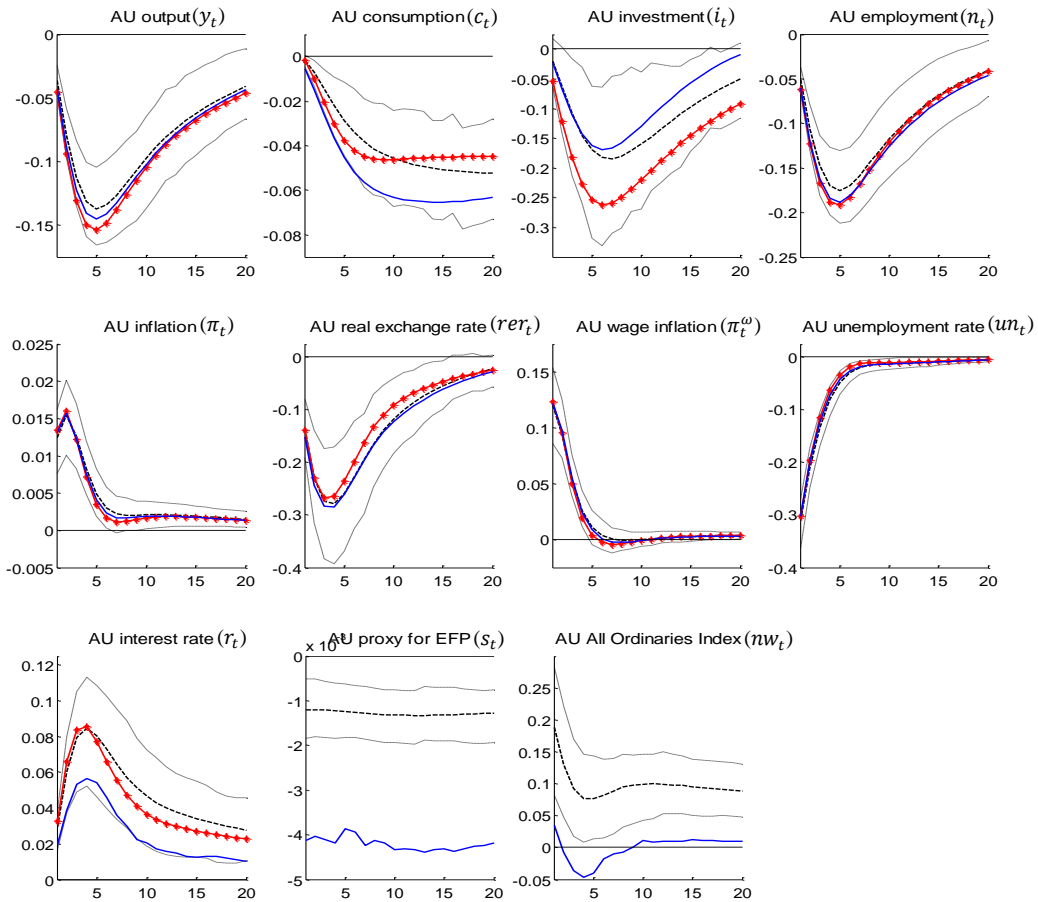 AU output (y_t)
AU consumption (c_t)
AU investment (i_t)
AU employment (n_t)
0
-0.05
-0.1
-0.15
5 10 15 20
0
-0.02
-0.04
-0.06
-0.08
5 10 15 20
0
-0.05
-0.1
-0.15
-0.2
-0.25
-0.3
5 10 15 20
0
-0.05
-0.1
-0.15
-0.2
-0.25
5 10 15 20
AU inflation (π_t)
AU real exchange rate (rer_t)
AU wage inflation (π_t^ω)
AU unemployment rate (un_t)
0.025
0.02
0.015
0.01
0.005
0
-0.005
5 10 15 20
0
-0.1
-0.2
-0.3
-0.4
5 10 15 20
0.15
0.1
0.05
0
5 10 15 20
0
-0.1
-0.2
-0.3
-0.4
5 10 15 20
AU interest rate (r_t)
AU proxy for EFP (s_t)
AU All Ordinaries Index (nw_t)
0.12
0.1
0.08
0.06
0.04
0.02
0
5 10 15 20
x 10
0
-1
-2
-3
-4
-5
5 10 15 20
0.25
0.2
0.15
0.1
0.05
0
-0.05
5 10 15 20